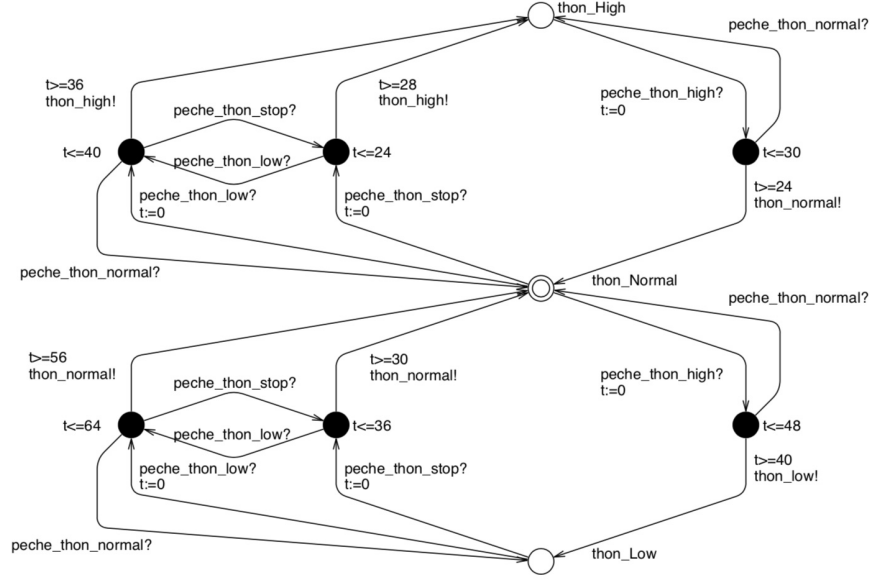 thon_High
peche_thon_normal?
t>=36
thon_high!
t>=28
thon_high!
peche_thon_high?
t:=0
peche_thon_stop?
t<=40
peche_thon_low?
t<=24
t<=30
peche_thon_low?
t:=0
peche_thon_stop?
t:=0
t>=24
thon_normal!
peche_thon_normal?
thon_Normal
peche_thon_normal?
t>=56
thon_normal!
t>=30
thon_normal!
peche_thon_high?
t:=0
peche_thon_stop?
t<=64
peche_thon_low?
t<=36
t<=48
peche_thon_low?
t:=0
peche_thon_stop?
t:=0
t>=40
thon_low!
peche_thon_normal?
thon_Low